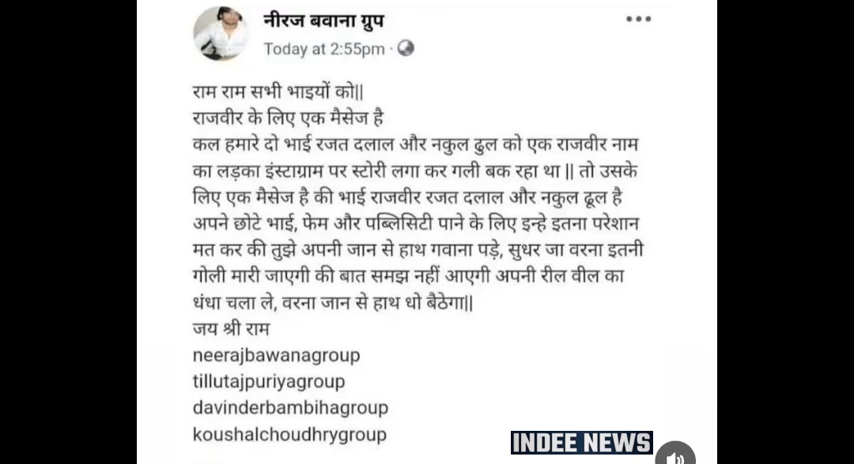 नीरज बवाना ग्रुप
Today at 2:55pm ·
राम राम सभी भाइयों को||
राजवीर के लिए एक मैसेज है
कल हमारे दो भाई रजत दलाल और नकुल ढुल को एक राजवीर नाम
का लड़का इंस्टाग्राम पर स्टोरी लगा कर गली बक रहा था || तो उसके
लिए एक मैसेज है की भाई राजवीर रजत दलाल और नकुल ढूल है
अपने छोटे भाई, फेम और पब्लिसिटी पाने के लिए इन्हे इतना परेशान
मत कर की तुझे अपनी जान से हाथ गवाना पड़े, सुधर जा वरना इतनी
गोली मारी जाएगी की बात समझ नहीं आएगी अपनी रील वील का
धंधा चला ले, वरना जान से हाथ धो बैठेगा||
जय श्री राम
neerajbawanagroup
tillutajpuriyagroup
davinderbambihagroup
koushalchoudhrygroup
INDEE NEWS